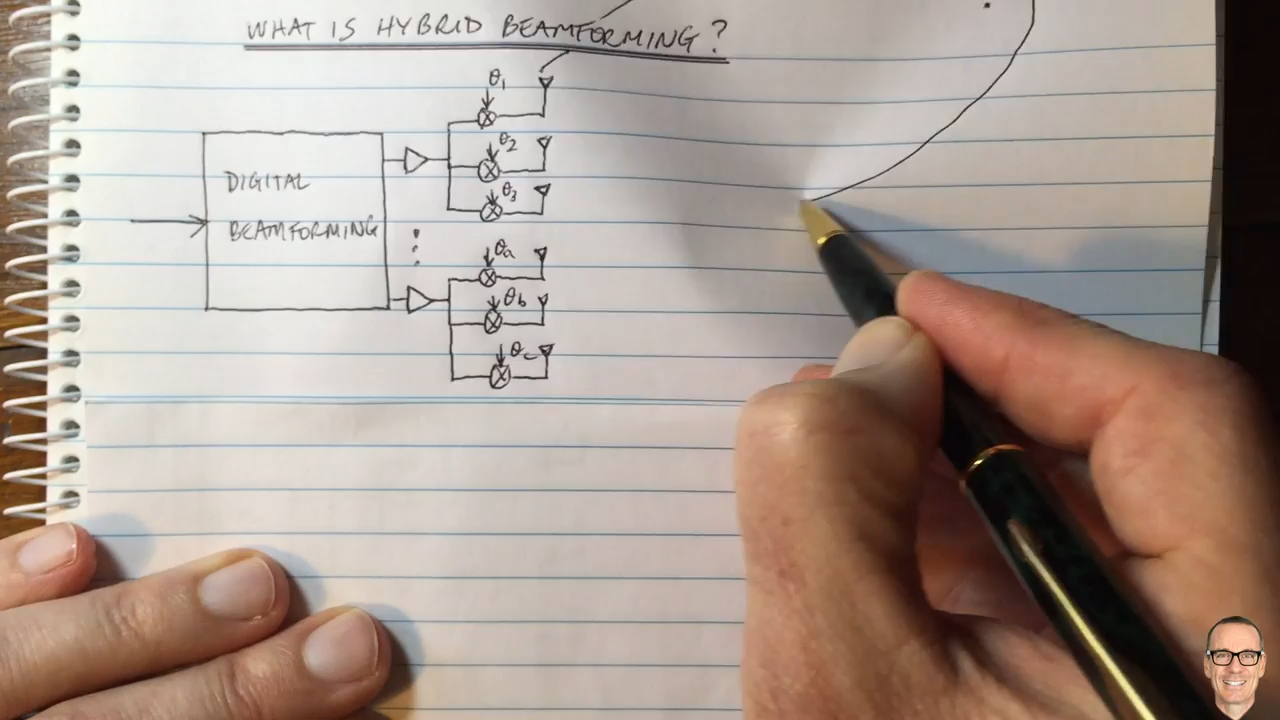 WHAT IS HYBRID BEAMFORMING?
θ1
θ2
θ3
DIGITAL
BEAMFORMING
θa
θb
θc